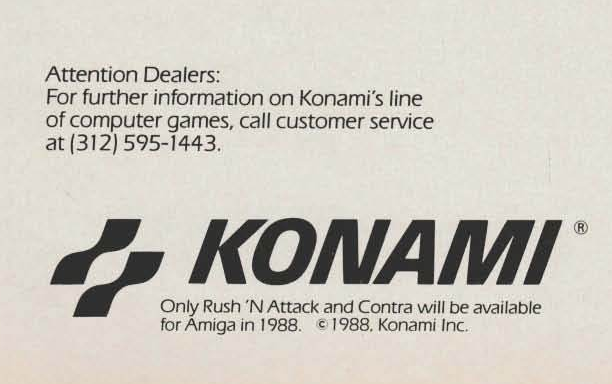 Attention Dealers:
For further information on Konami's line
of computer games, call customer service
at (312) 595-1443.
KONAMI®
Only Rush 'N Attack and Contra will be available
for Amiga in 1988. ©1988, Konami Inc.